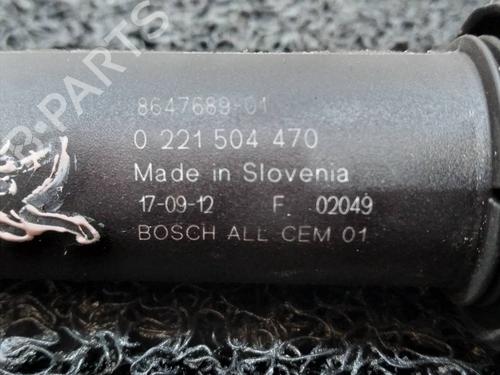 8647689-01
0 221 504 470
Made in Slovenia
17-09-12 F 02049
BOSCH ALL CEM 01
B-PARTS